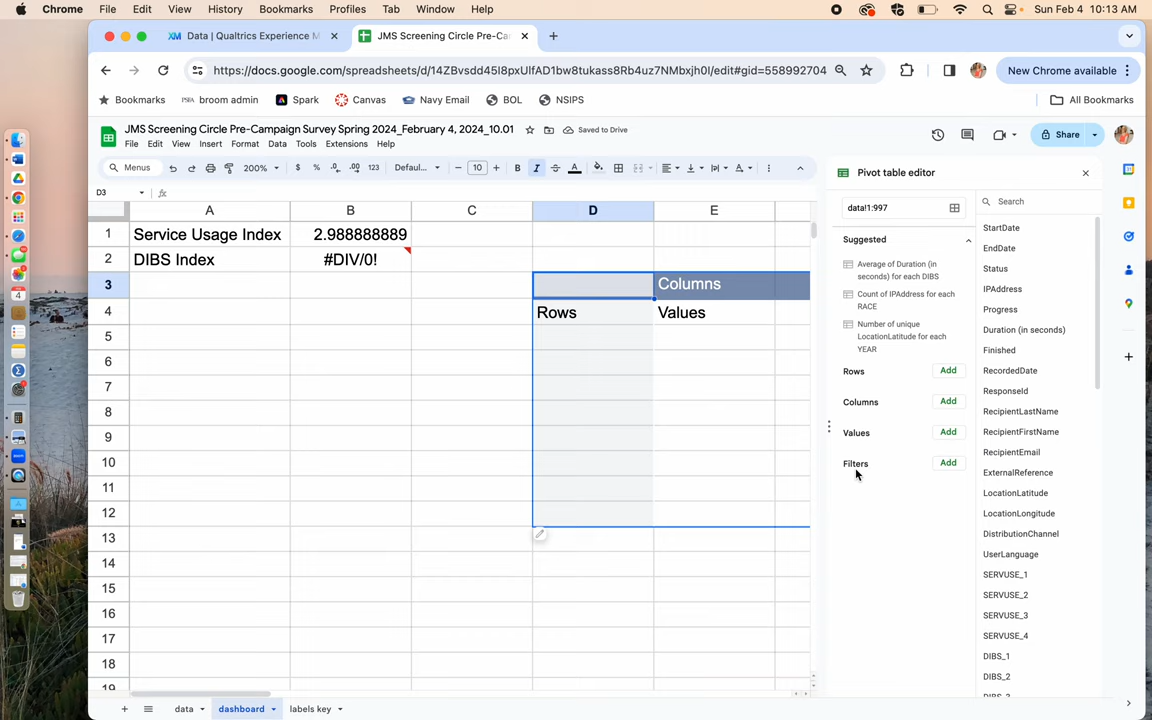 Chrome File Edit View History Bookmarks Profiles Tab Window Help Sun Feb 4 10:13 AM
Data | Qualtrics Experience M JMS Screening Circle Pre-Ca
https://docs.google.com/spreadsheets/d/14ZBvsdd45I8pxUlfAD1bw8tukass8Rb4uz7NMbxjh0I/edit#gid=558992704 New Chrome available
Bookmarks broom admin Spark Canvas Navy Email BOL NSIPS All Bookmarks
JMS Screening Circle Pre-Campaign Survey Spring 2024_February 4, 2024_10.01 Saved to Drive
File Edit View Insert Format Data Tools Extensions Help
Share
Menus 200% $ % .0 .00 123 Defaul... 10 B I A
D3 fx
A B C D E
1 Service Usage Index 2.988888889
2 DIBS Index #DIV/0!
3 Columns
4 Rows Values
5
6
7
8
9
10
11
12
13
14
15
16
17
18
19
data dashboard labels key
Pivot table editor
data!1:997
Suggested
Average of Duration (in
seconds) for each DIBS
Count of IPAddress for each
RACE
Number of unique
LocationLatitude for each
YEAR
Rows Add
Columns Add
Values Add
Filters Add
Search
StartDate
EndDate
Status
IPAddress
Progress
Duration (in seconds)
Finished
RecordedDate
ResponseId
RecipientLastName
RecipientFirstName
RecipientEmail
ExternalReference
LocationLatitude
LocationLongitude
DistributionChannel
UserLanguage
SERVUSE_1
SERVUSE_2
SERVUSE_3
SERVUSE_4
DIBS_1
DIBS_2
DIBS_3